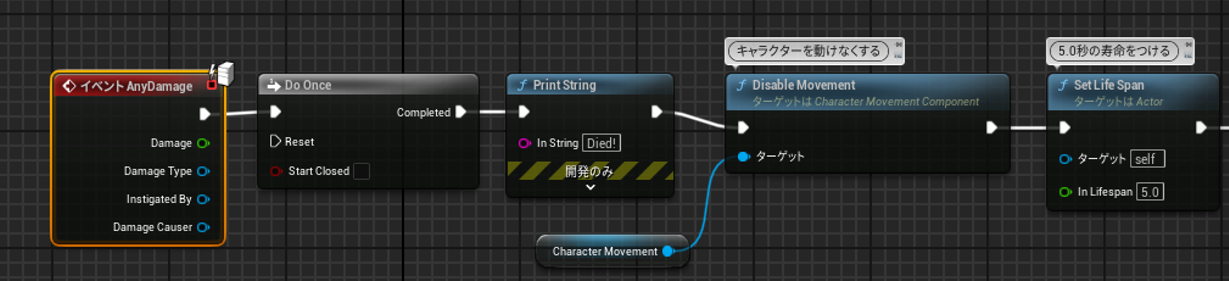 イベント AnyDamage
Damage
Damage Type
Instigated By
Damage Causer
Do Once
Completed
Reset
Start Closed
Print String
In String Died!
開発のみ
Character Movement
キャラクターを動けなくする
Disable Movement
ターゲットは Character Movement Component
ターゲット
5.0秒の寿命をつける
Set Life Span
ターゲットは Actor
ターゲット self
In Lifespan 5.0